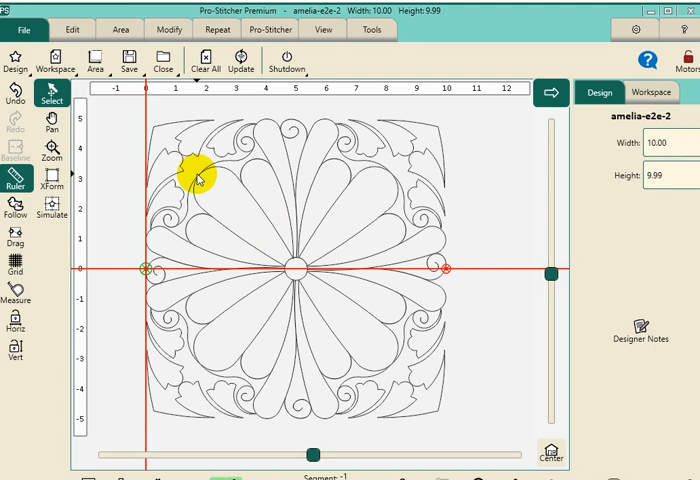 PS Pro-Stitcher Premium - amelia-e2e-2 Width: 10.00 Height: 9.99
File Edit Area Modify Repeat Pro-Stitcher View Tools
Design Workspace Area Save Close Clear All Update Shutdown Motors
Undo Select
Redo Pan
Baseline Zoom
Ruler XForm
Follow Simulate
Drag
Grid
Measure
Horiz
Vert
-1 0 1 2 3 4 5 6 7 8 9 10 11 12
5
4
3
2
1
0
-1
-2
-3
-4
-5
Center
Segment: -1
Design Workspace
amelia-e2e-2
Width: 10.00
Height: 9.99
Designer Notes